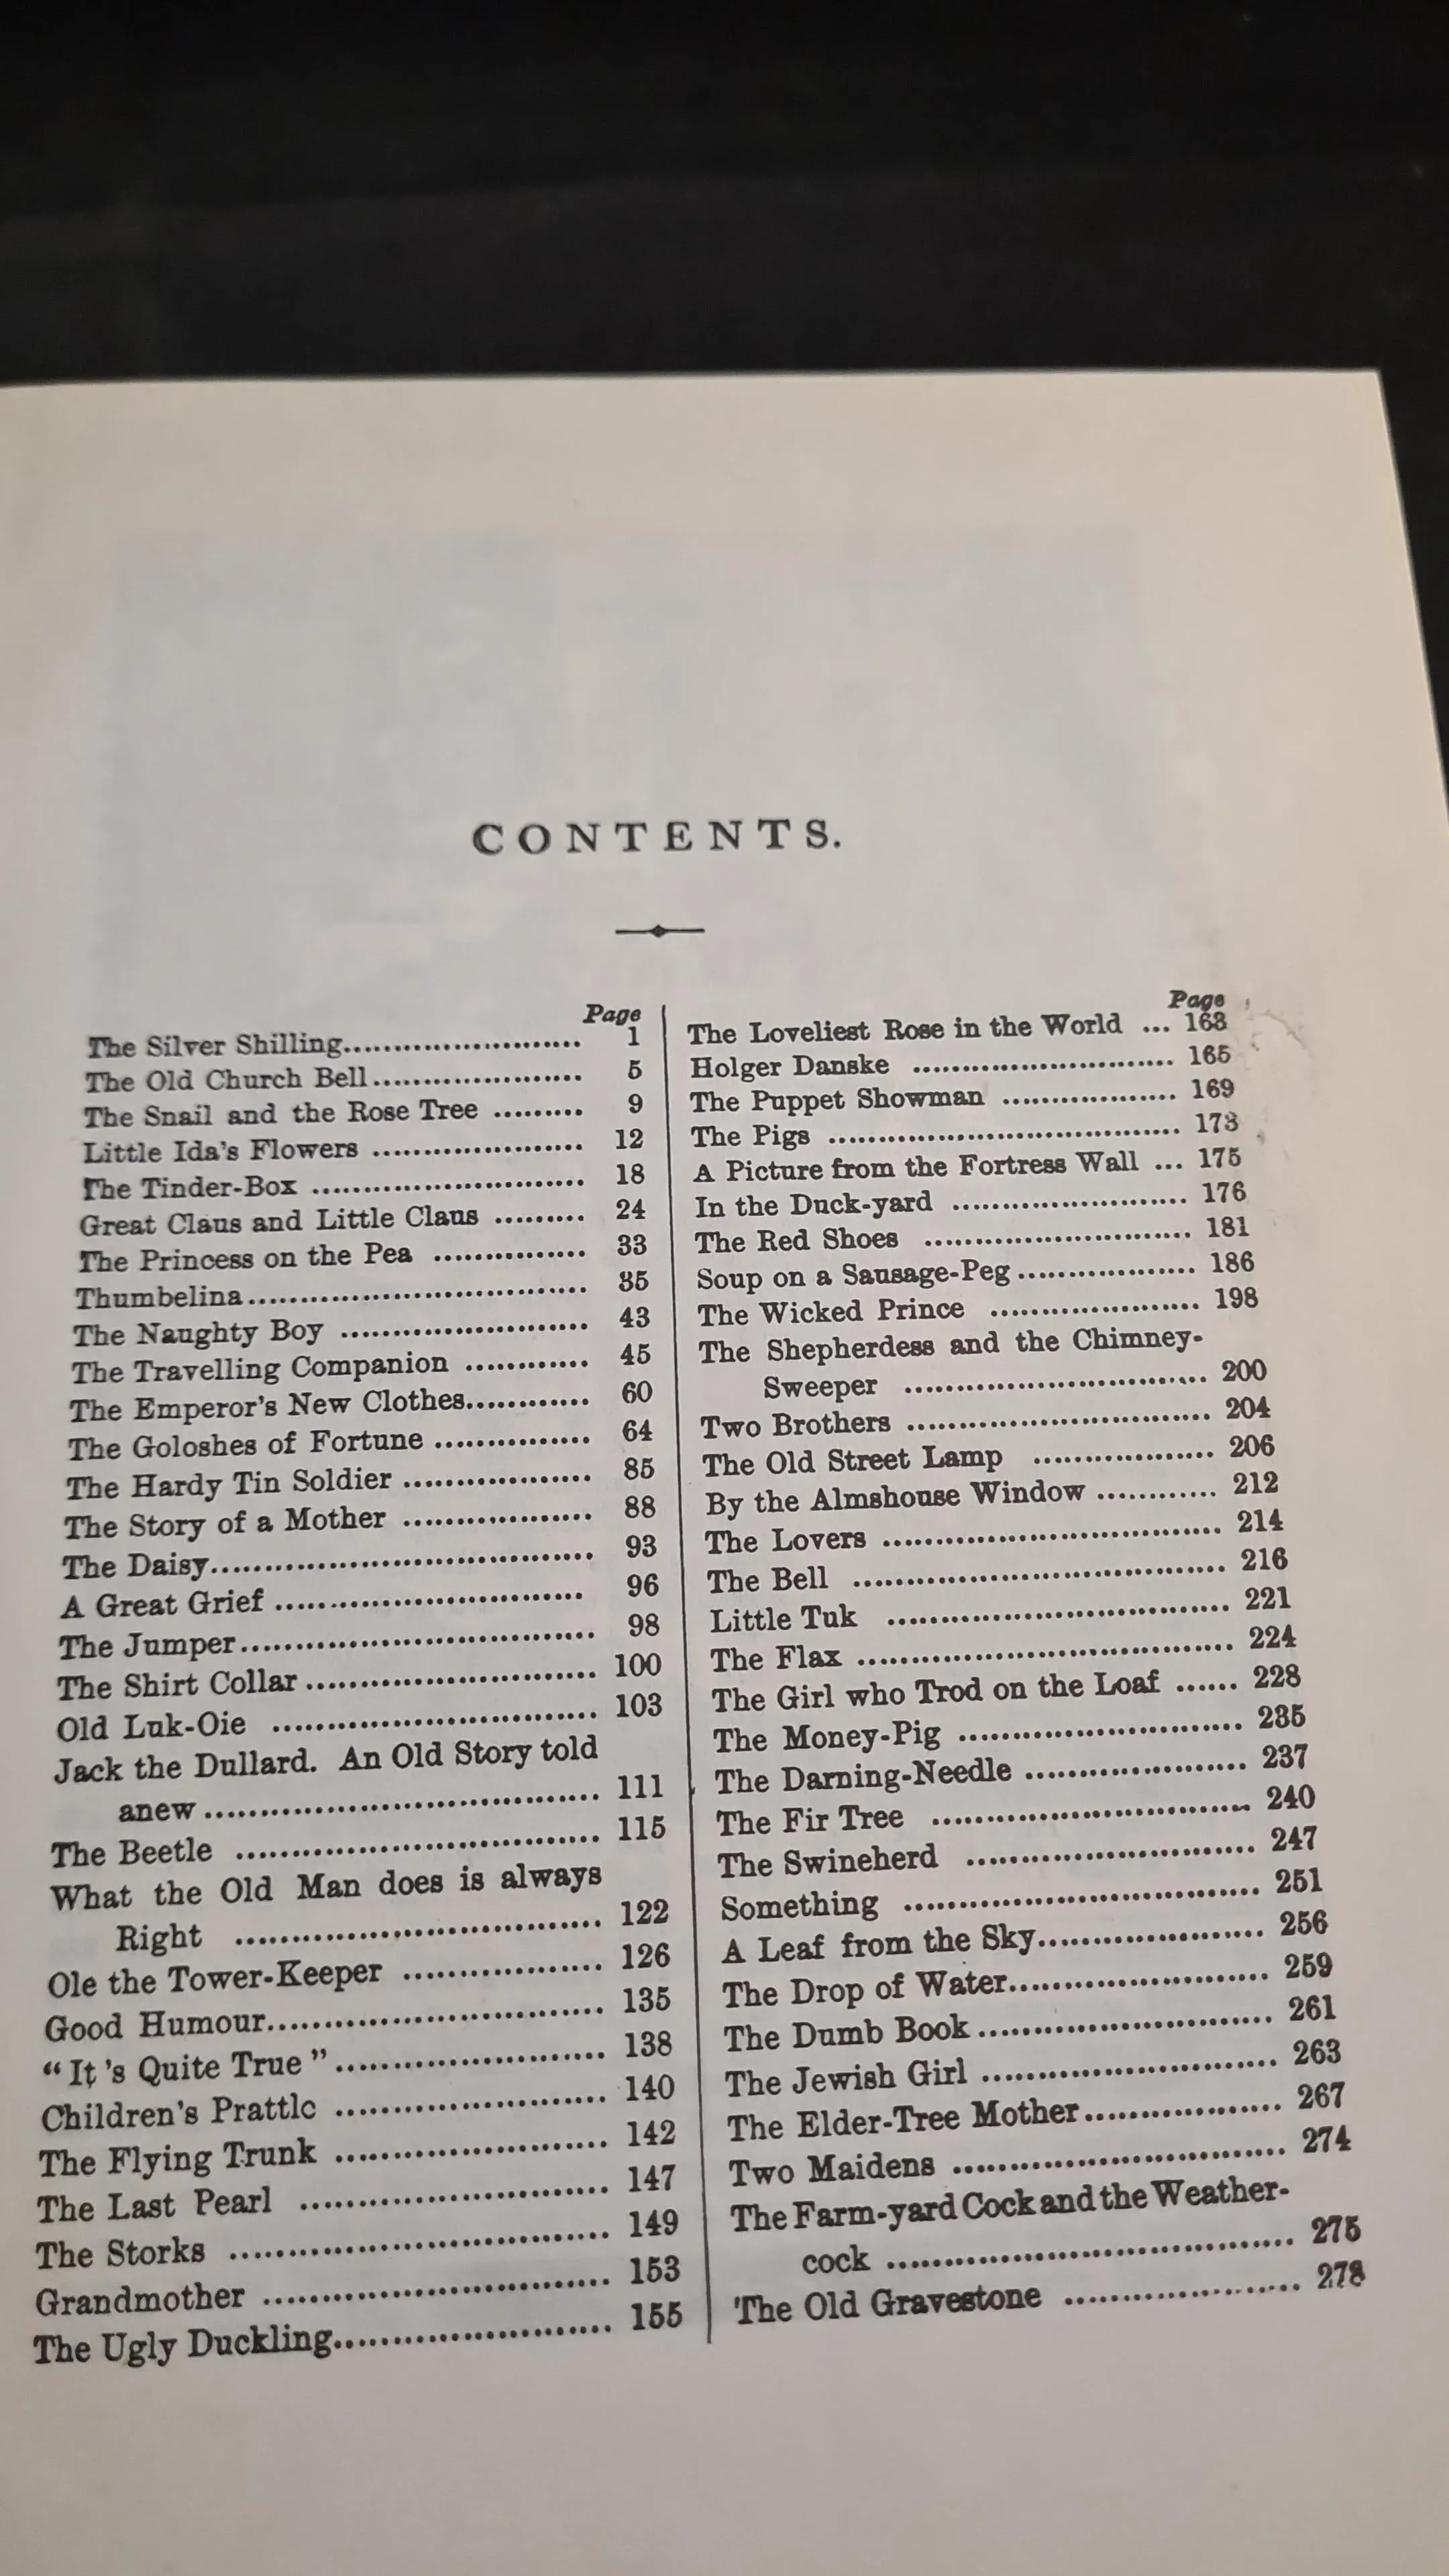 CONTENTS.
Page
The Silver Shilling........................ 1
The Old Church Bell..................... 5
The Snail and the Rose Tree ......... 9
Little Ida's Flowers ..................... 12
The Tinder-Box ........................... 18
Great Claus and Little Claus ......... 24
The Princess on the Pea ............... 33
Thumbelina................................. 35
The Naughty Boy ........................ 43
The Travelling Companion ............ 45
The Emperor's New Clothes............ 60
The Goloshes of Fortune ............... 64
The Hardy Tin Soldier .................. 85
The Story of a Mother .................. 88
The Daisy.................................... 93
A Great Grief .............................. 96
The Jumper................................. 98
The Shirt Collar ........................... 100
Old Luk-Oie .............................. 103
Jack the Dullard. An Old Story told
anew ....................................... 111
The Beetle ................................. 115
What the Old Man does is always
Right .................................... 122
Ole the Tower-Keeper .................. 126
Good Humour.............................. 135
“It 's Quite True”........................ 138
Children's Prattle ........................ 140
The Flying Trunk ........................ 142
The Last Pearl ........................... 147
The Storks ................................. 149
Grandmother .............................. 153
The Ugly Duckling........................ 155
Page
The Loveliest Rose in the World ... 163
Holger Danske ........................... 165
The Puppet Showman .................. 169
The Pigs .................................... 173
A Picture from the Fortress Wall ... 175
In the Duck-yard ........................ 176
The Red Shoes ........................... 181
Soup on a Sausage-Peg.................. 186
The Wicked Prince ..................... 198
The Shepherdess and the Chimney-
Sweeper .............................. 200
Two Brothers .............................. 204
The Old Street Lamp .................. 206
By the Almshouse Window ............ 212
The Lovers ................................. 214
The Bell .................................... 216
Little Tuk ................................. 221
The Flax .................................... 224
The Girl who Trod on the Loaf ...... 228
The Money-Pig ........................... 235
The Darning-Needle ..................... 237
The Fir Tree .............................. 240
The Swineherd ........................... 247
Something ................................. 251
A Leaf from the Sky..................... 256
The Drop of Water........................ 259
The Dumb Book........................... 261
The Jewish Girl ........................... 263
The Elder-Tree Mother.................. 267
Two Maidens .............................. 274
The Farm-yard Cock and the Weather-
cock ....................................... 275
The Old Gravestone ..................... 278